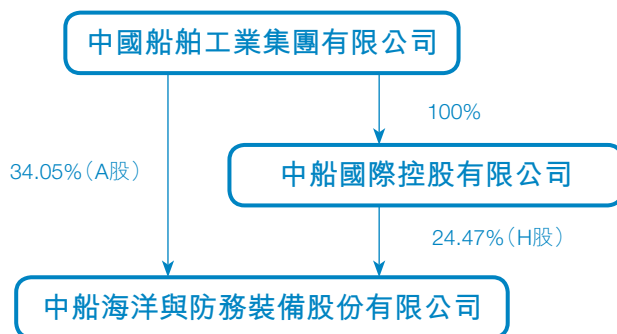 中國船舶工業集團有限公司
100%
34.05%（A股）
中船國際控股有限公司
24.47%（H股）
中船海洋與防務裝備股份有限公司